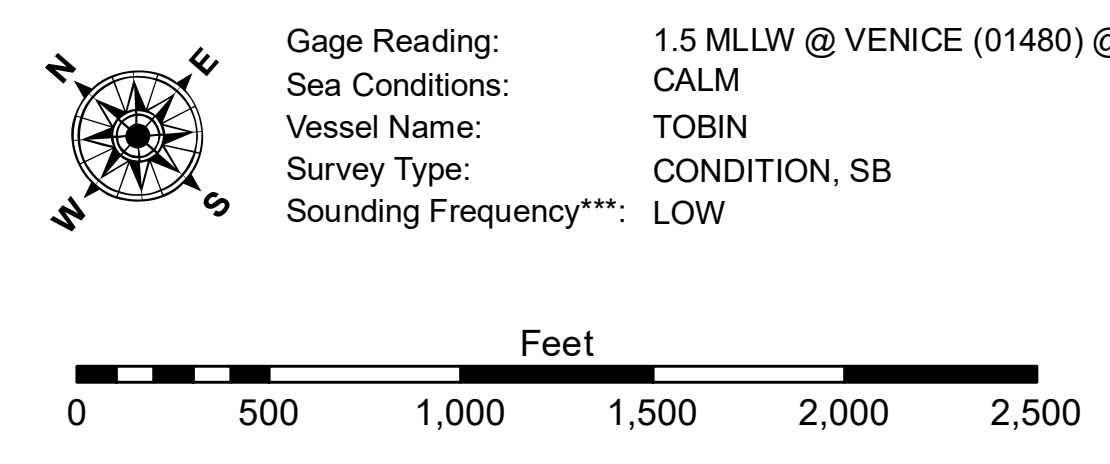 N E
W S
Gage Reading: 1.5 MLLW @ VENICE (01480) @
Sea Conditions: CALM
Vessel Name: TOBIN
Survey Type: CONDITION, SB
Sounding Frequency***: LOW
Feet
0 500 1,000 1,500 2,000 2,500